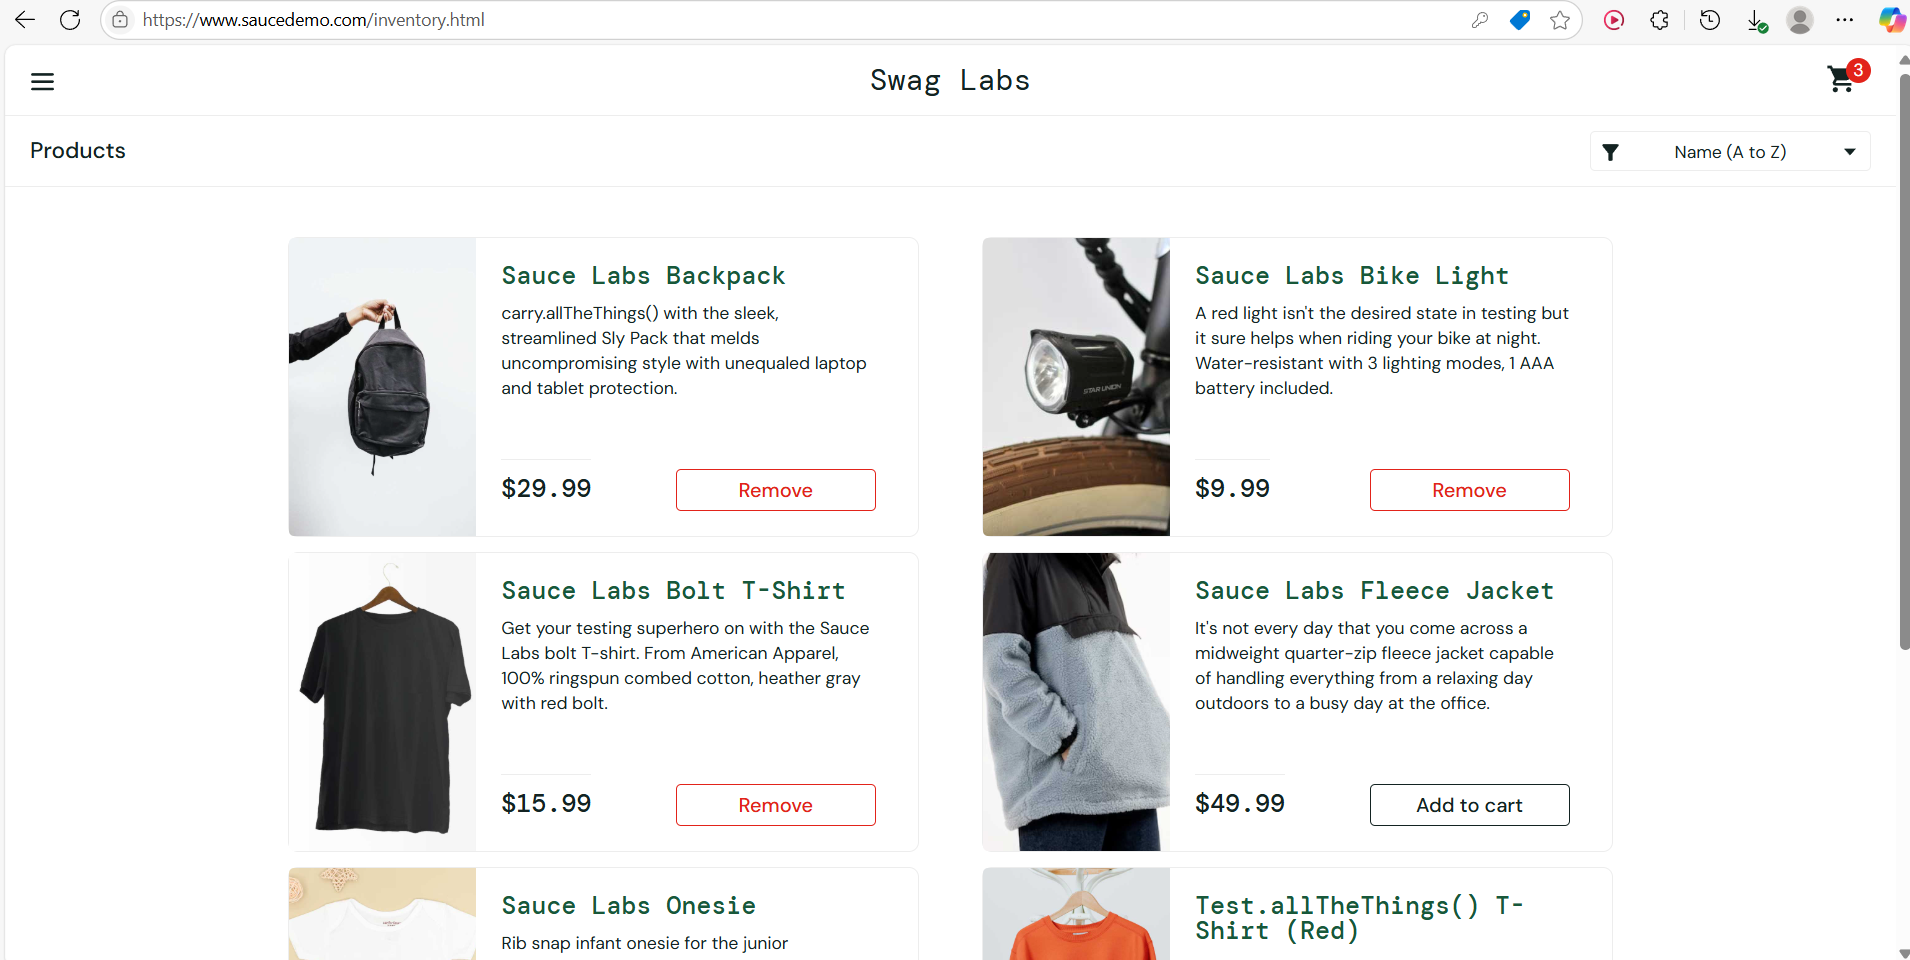 https://www.saucedemo.com/inventory.html
Swag Labs
3
Products
Name (A to Z)
Sauce Labs Backpack
carry.allTheThings() with the sleek,
streamlined Sly Pack that melds
uncompromising style with unequaled laptop
and tablet protection.
$29.99
Remove
Sauce Labs Bike Light
A red light isn't the desired state in testing but
it sure helps when riding your bike at night.
Water-resistant with 3 lighting modes, 1 AAA
battery included.
STAR UNION
$9.99
Remove
Sauce Labs Bolt T-Shirt
Get your testing superhero on with the Sauce
Labs bolt T-shirt. From American Apparel,
100% ringspun combed cotton, heather gray
with red bolt.
$15.99
Remove
Sauce Labs Fleece Jacket
It's not every day that you come across a
midweight quarter-zip fleece jacket capable
of handling everything from a relaxing day
outdoors to a busy day at the office.
$49.99
Add to cart
Sauce Labs Onesie
Rib snap infant onesie for the junior
Test.allTheThings() T-
Shirt (Red)